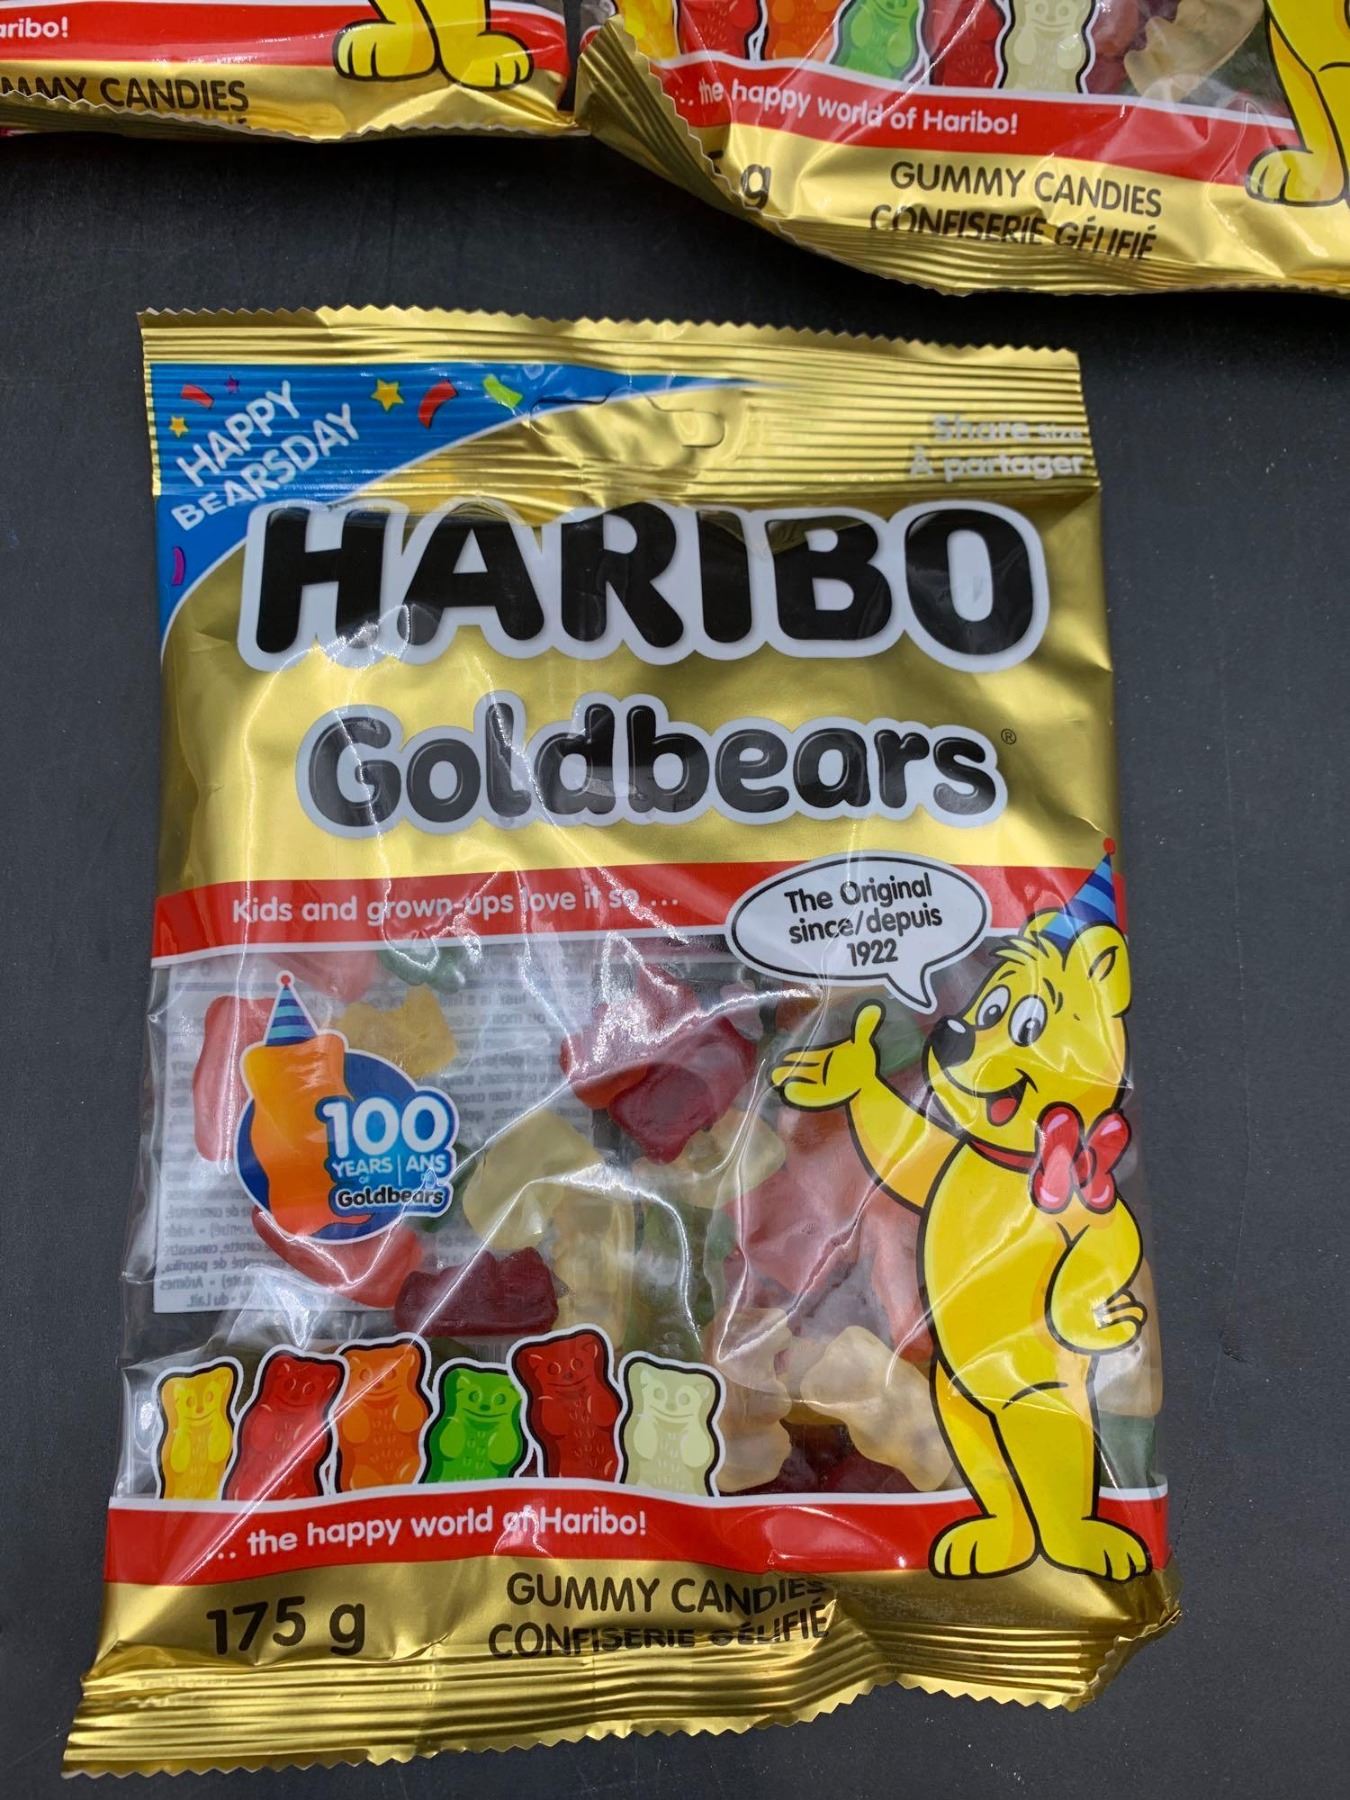 aribo!
MMY CANDIES
... the happy world of Haribo!
g
GUMMY CANDIES
CONFISERIE GÉLIFIÉ
HAPPY
BEARSDAY
Share size
À partager
HARIBO
Goldbears®
Kids and grown-ups love it so ...
The Original
since/depuis
1922
100
YEARS | ANS
of
Goldbears
... the happy world of Haribo!
175 g
GUMMY CANDIES
CONFISERIE GÉLIFIÉ